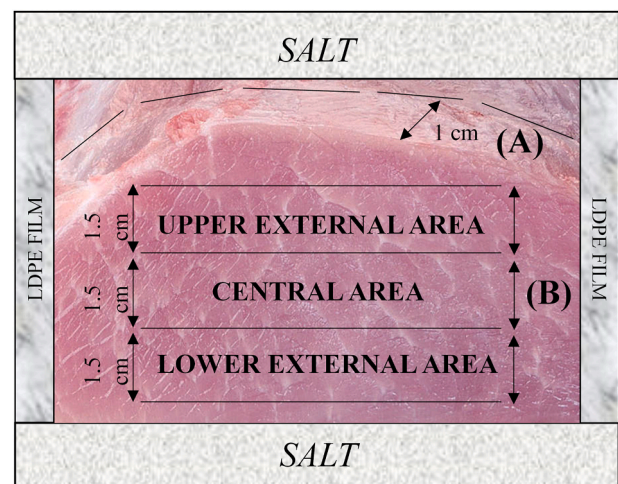 SALT
1 cm
(A)
LDPE FILM
LDPE FILM
1.5
cm
UPPER EXTERNAL AREA
1.5
cm
CENTRAL AREA
(B)
1.5
cm
LOWER EXTERNAL AREA
SALT